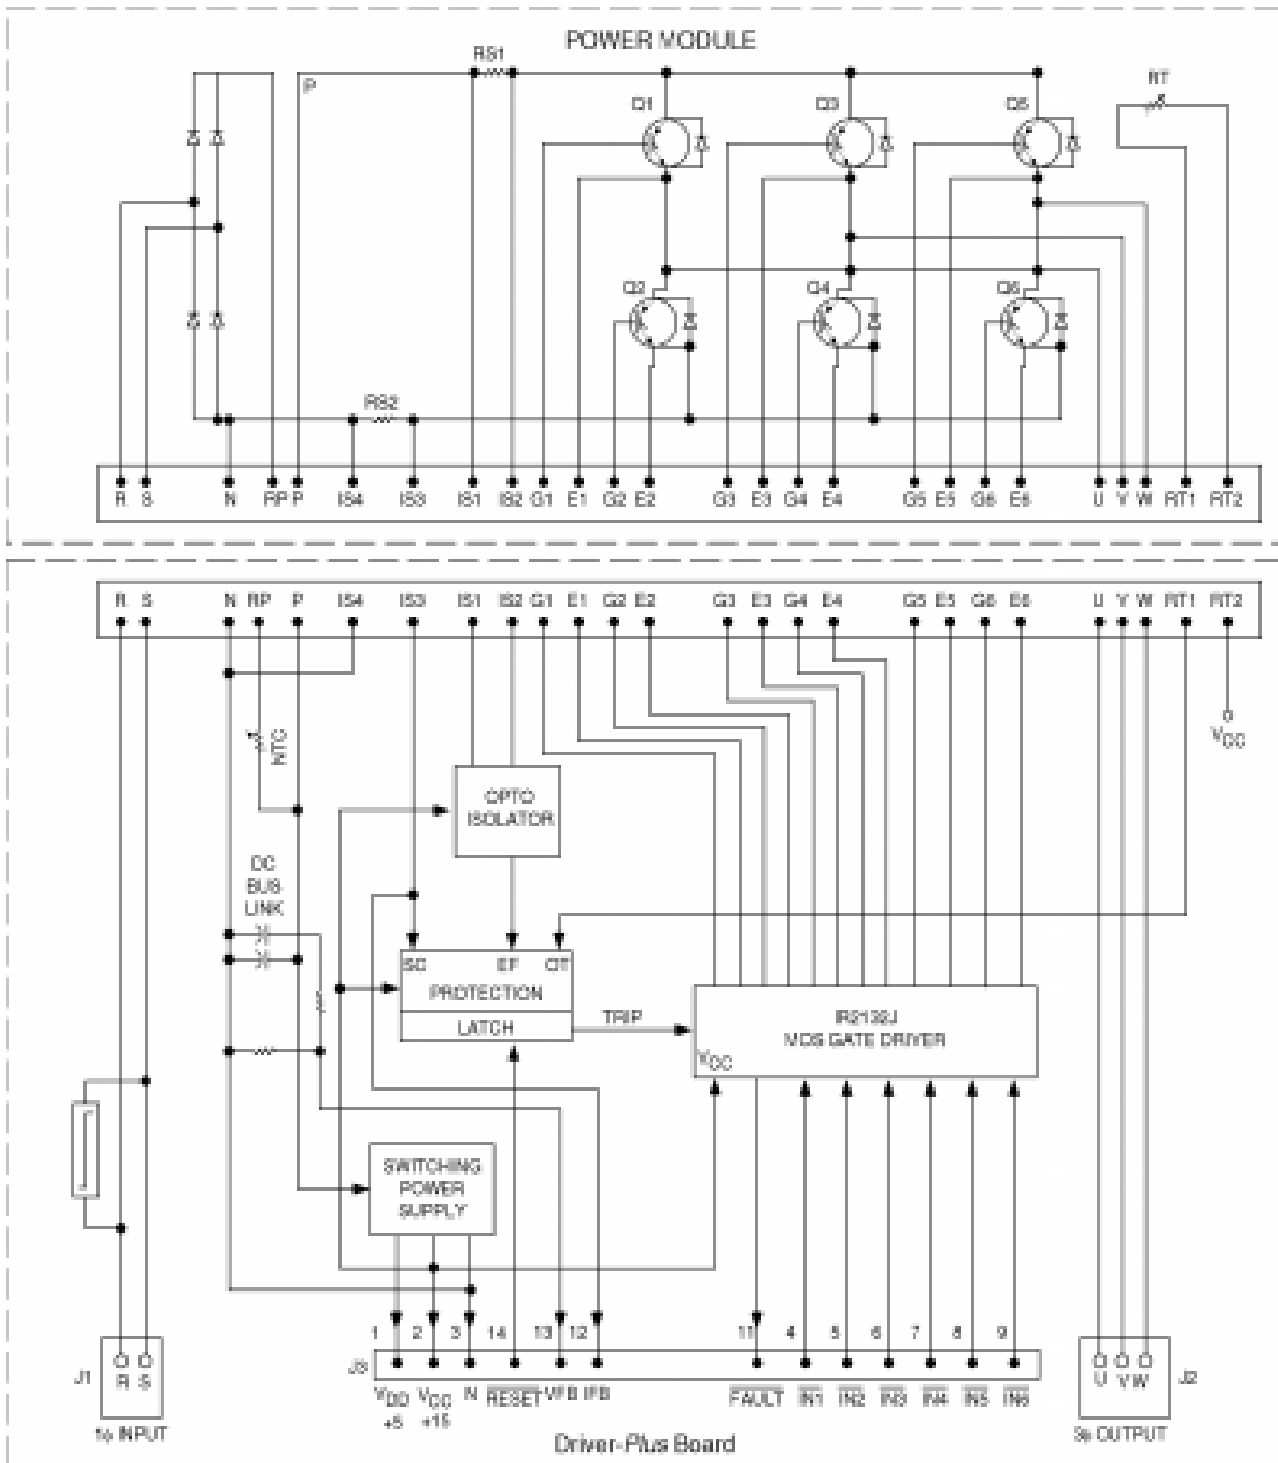 POWER MODULE
RS1
P
Q1
Q3
Q5
RT
Q2
Q4
Q6
RS2
R S N RP P IS4 IS3 IS1 IS2 G1 E1 G2 E2 G3 E3 G4 E4 G5 E5 G6 E6 U V W RT1 RT2
R S N RP P IS4 IS3 IS1 IS2 G1 E1 G2 E2 G3 E3 G4 E4 G5 E5 G6 E6 U V W RT1 RT2
NTC
VCC
OPTO
ISOLATOR
DC
BUS
LINK
SC EF OT
PROTECTION
LATCH
TRIP
IR2132J
MOS GATE DRIVER
VCC
SWITCHING
POWER
SUPPLY
1 2 3 14 13 12 11 4 5 6 7 8 9
J1
R S
1φ INPUT
J3
VDD
+5
VCC
+15
N RESET VFB IFB FAULT IN1 IN2 IN3 IN4 IN5 IN6
J2
U V W
3φ OUTPUT
Driver-Plus Board